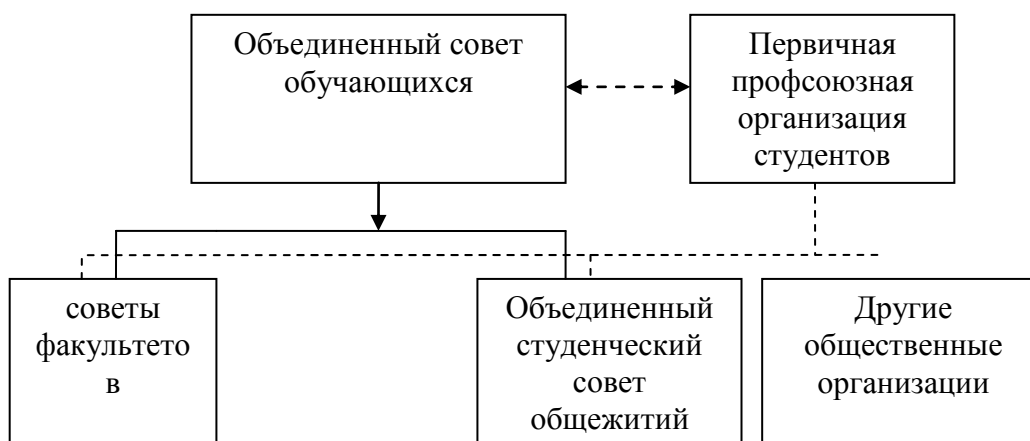 Объединенный совет
обучающихся
Первичная
профсоюзная
организация
студентов
советы
факультето
в
Объединенный
студенческий
совет
общежитий
Другие
общественные
организации